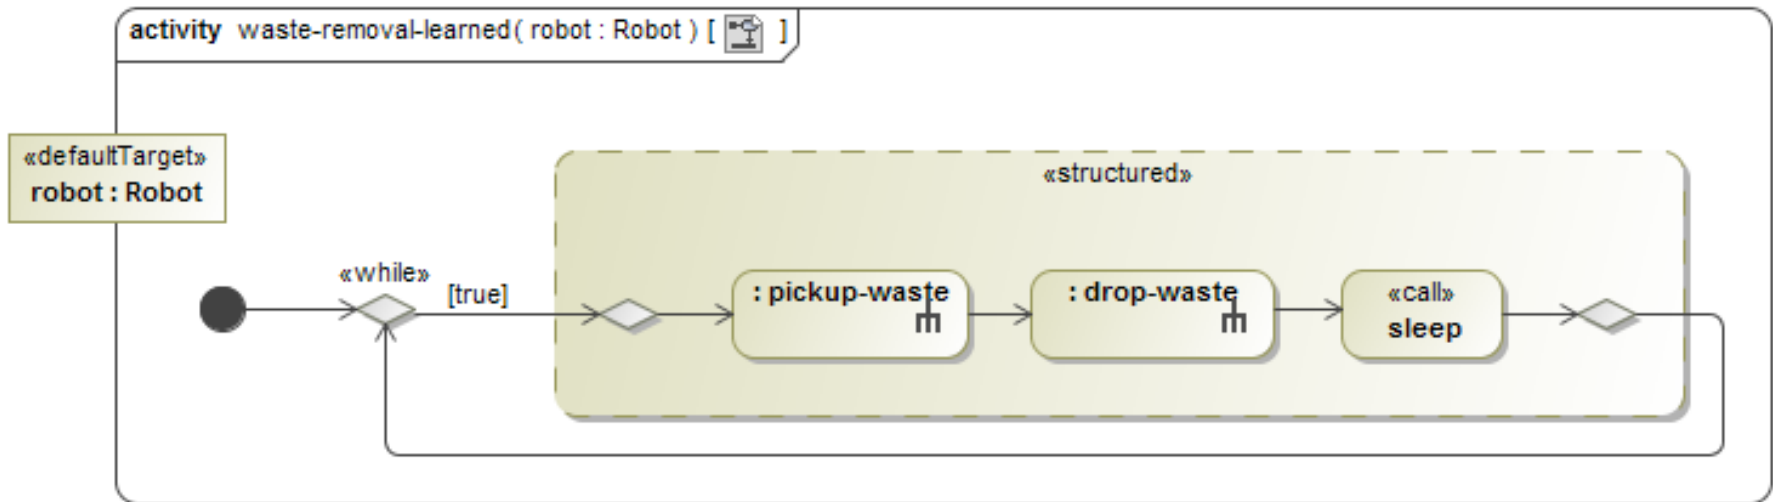 activity waste-removal-learned( robot : Robot ) [ ]
«defaultTarget»
robot : Robot
«structured»
«while»
[true]
: pickup-waste
: drop-waste
«call»
sleep